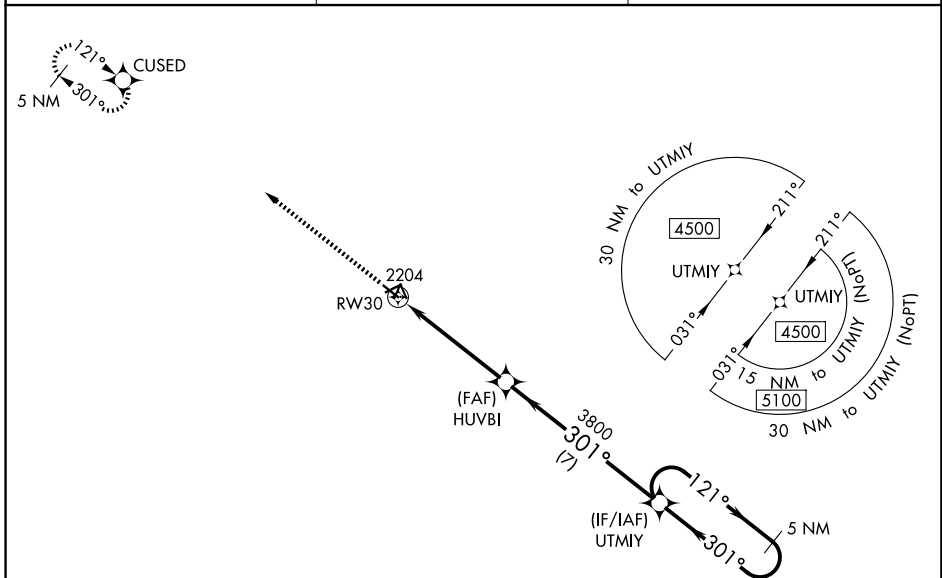 121°
CUSED
301°
5 NM
30 NM to UTMIY
211°
4500
UTMIY
031°
211°
UTMIY
4500
031°
15 NM to UTMIY (NoPT)
5100
30 NM to UTMIY (NoPT)
2204
RW30
(FAF)
HUVBI
3800
301°
(7)
(IF/IAF)
UTMIY
121°
5 NM
301°